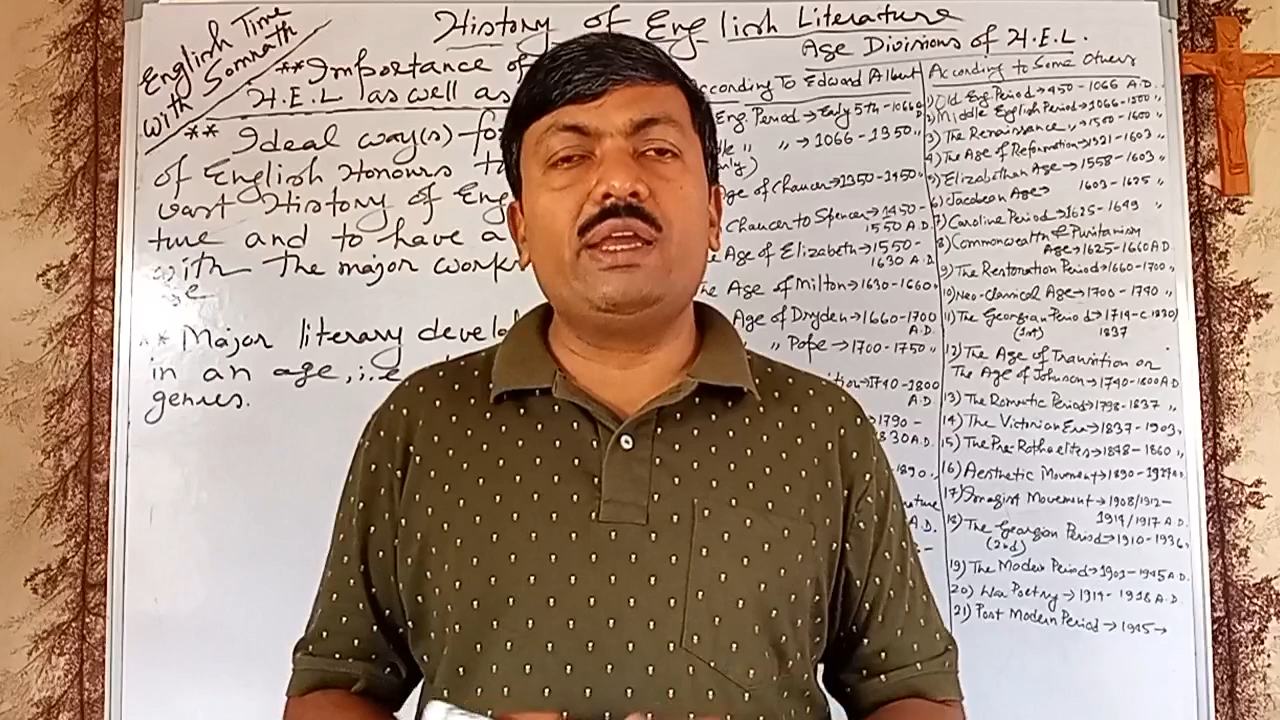 History of English Literature
English Time
With Somnath
Age Divisions of H.E.L.
**Importance of
H.E.L as well as
** Ideal way(s) fo
of English Honours t
vast History of Eng
ture and to have a
with the major work
** Major literary develo
in an age, i.e
genres.
According To Edward Albert
Eng. Period → Early 5th-1066
" " → 1066-1350 "
Age of Chaucer → 1350-1450 "
Chaucer to Spencer → 1450-
1550 A.D.
Age of Elizabeth → 1550-
1630 A.D
The Age of Milton → 1630-1660
Age of Dryden → 1660-1700
A.D.
" Pope → 1700-1750 "
ition → 1740-1800
A.D.
→ 1790-
1830 A.D.
1890.
A.D.
According to Some Others
1) Old Eng. Period → 450-1066 A.D.
2) Middle English Period → 1066-1500 "
3) The Renaissance " → 1500-1600 "
4) The Age of Reformation → 1521-1603 "
5) Elizabethan Age → 1558-1603 "
6) Jacobean Age →
1603-1625 "
7) Caroline Period → 1625-1649 "
8) Commonwealth & Puritanism
Age → 1625-1660 A.D.
9) The Restoration Period → 1660-1700 "
10) Neo-Classical Age → 1700-1790 "
11) The Georgian Period → 1714-c 1830/
(1st) 1837
12) The Age of Transition or
The Age of Johnson → 1740-1800 A.D
13) The Romantic Period → 1798-1837 "
14) The Victorian Era → 1837-1903 "
15) The Pre-Rathaelites → 1848-1860 "
16) Aesthetic Movement → 1890-
17) Imagist Movement → 1908/1912-
1914/1917 A.D.
18) The Georgian Period → 1910-1936 "
(2nd)
19) The Modern Period → 1903-1945 A.D.
20) War Poetry → 1914-1918 A.D.
21) Post Modern Period → 1945 →